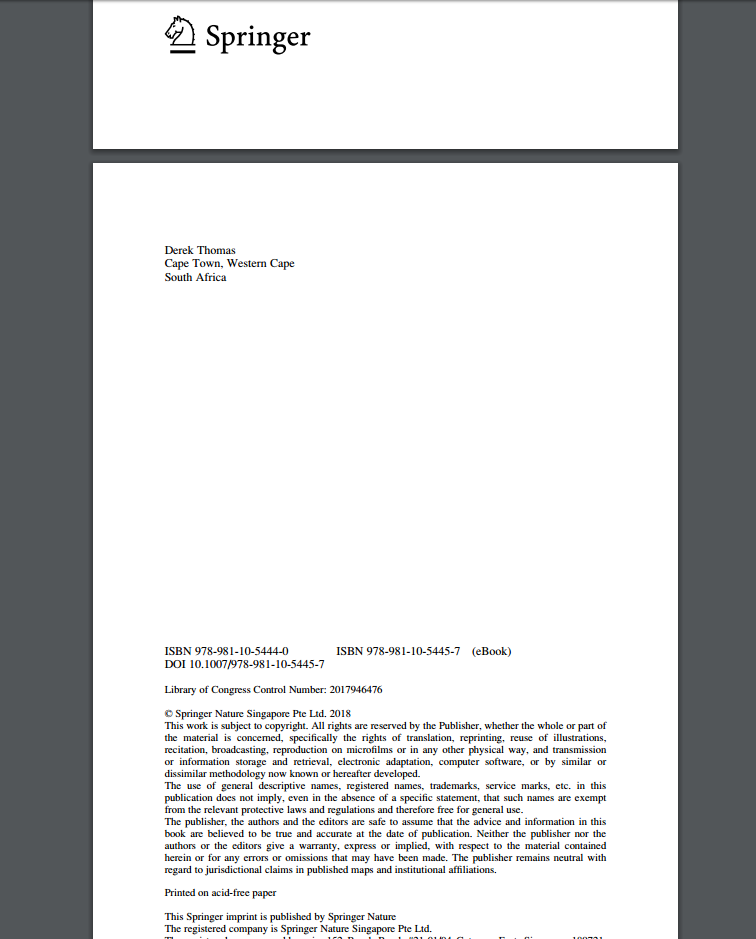 Springer
Derek Thomas
Cape Town, Western Cape
South Africa
ISBN 978-981-10-5444-0 ISBN 978-981-10-5445-7 (eBook)
DOI 10.1007/978-981-10-5445-7
Library of Congress Control Number: 2017946476
© Springer Nature Singapore Pte Ltd. 2018
This work is subject to copyright. All rights are reserved by the Publisher, whether the whole or part of
the material is concerned, specifically the rights of translation, reprinting, reuse of illustrations,
recitation, broadcasting, reproduction on microfilms or in any other physical way, and transmission
or information storage and retrieval, electronic adaptation, computer software, or by similar or
dissimilar methodology now known or hereafter developed.
The use of general descriptive names, registered names, trademarks, service marks, etc. in this
publication does not imply, even in the absence of a specific statement, that such names are exempt
from the relevant protective laws and regulations and therefore free for general use.
The publisher, the authors and the editors are safe to assume that the advice and information in this
book are believed to be true and accurate at the date of publication. Neither the publisher nor the
authors or the editors give a warranty, express or implied, with respect to the material contained
herein or for any errors or omissions that may have been made. The publisher remains neutral with
regard to jurisdictional claims in published maps and institutional affiliations.
Printed on acid-free paper
This Springer imprint is published by Springer Nature
The registered company is Springer Nature Singapore Pte Ltd.